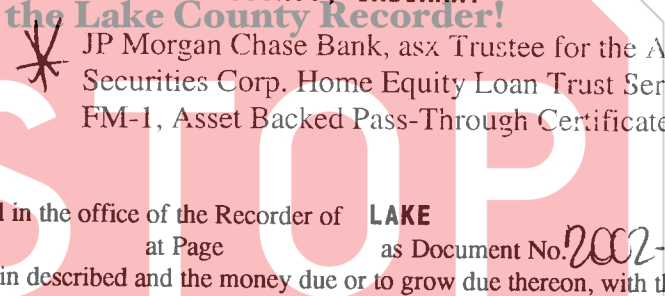 the Lake County Recorder!
JP Morgan Chase Bank, asx Trustee for the A
Securities Corp. Home Equity Loan Trust Ser
FM-1, Asset Backed Pass-Through Certificate
STOP
in the office of the Recorder of LAKE
at Page as Document No. 2002-
in described and the money due or to grow due thereon, with